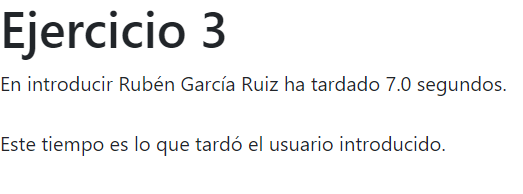 Ejercicio 3
En introducir Rubén García Ruiz ha tardado 7.0 segundos.
Este tiempo es lo que tardó el usuario introducido.